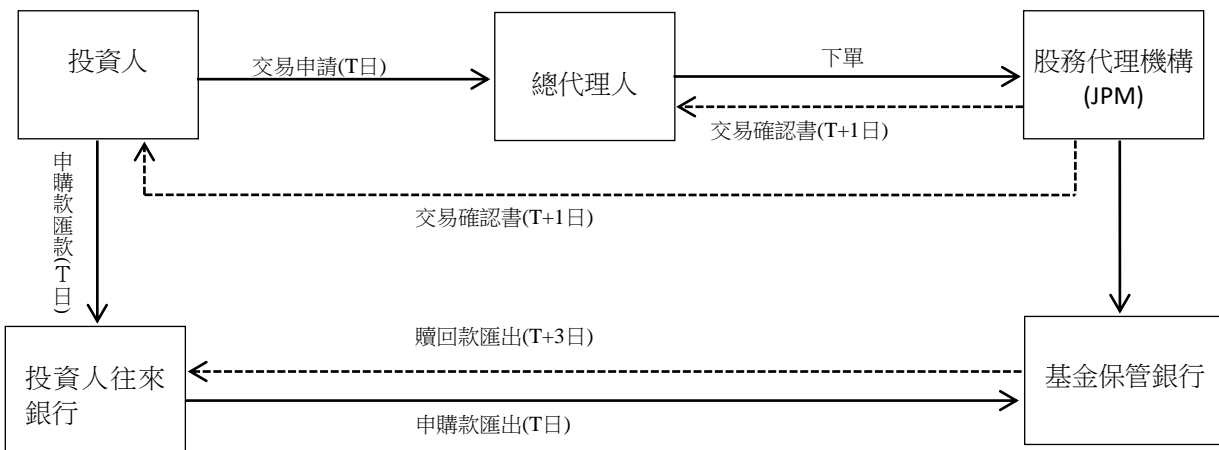 投資人
交易申請(T日)
總代理人
下單
股務代理機構
(JPM)
交易確認書(T+1日)
申購款匯款(T日)
交易確認書(T+1日)
贖回款匯出(T+3日)
投資人往來
銀行
基金保管銀行
申購款匯出(T日)